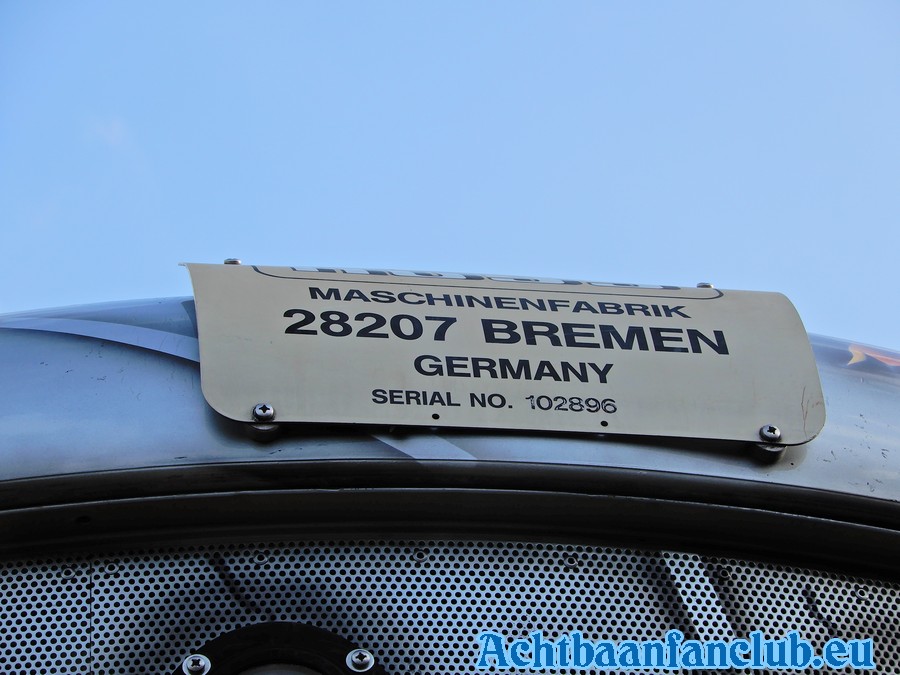 MASCHINENFABRIK
28207 BREMEN
GERMANY
SERIAL NO. 102896
Achtbaanfanclub.eu